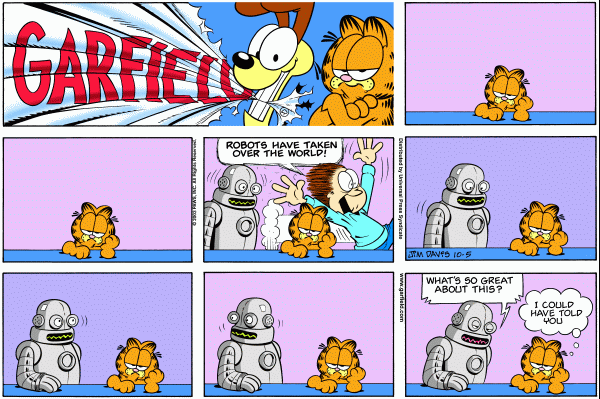 GARFIELD
ROBOTS HAVE TAKEN
OVER THE WORLD!
Distributed by Universal Press Syndicate
JIM DAVIS 10-5
www.garfield.com
WHAT'S SO GREAT
ABOUT THIS?
I COULD
HAVE TOLD
YOU